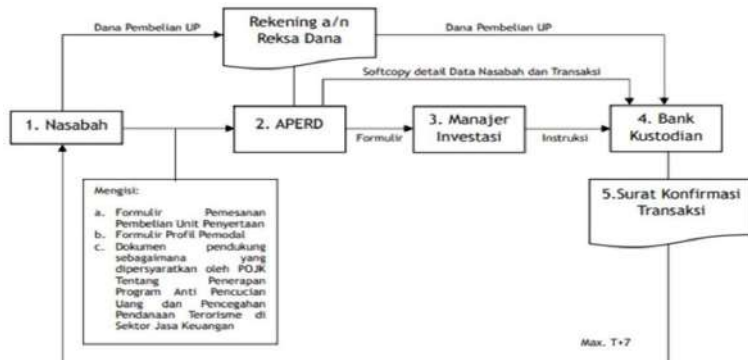 Dana Pembelian UP
Rekening a/n
Reksa Dana
Dana Pembelian UP
Softcopy detail Data Nasabah dan Transaksi
1. Nasabah
2. APERD
Formulir
3. Manajer
Investasi
Instruksi
4. Bank
Kustodian
Mengisi:
a. Formulir Pemesanan
Pembelian Unit Penyertaan
b. Formulir Profil Pemodal
c. Dokumen pendukung
sebagaimana yang
dipersyaratkan oleh POJK
Tentang Penerapan
Program Anti Pencucian
Uang dan Pencegahan
Pendanaan Terorisme di
Sektor Jasa Keuangan
5.Surat Konfirmasi
Transaksi
Max. T+7